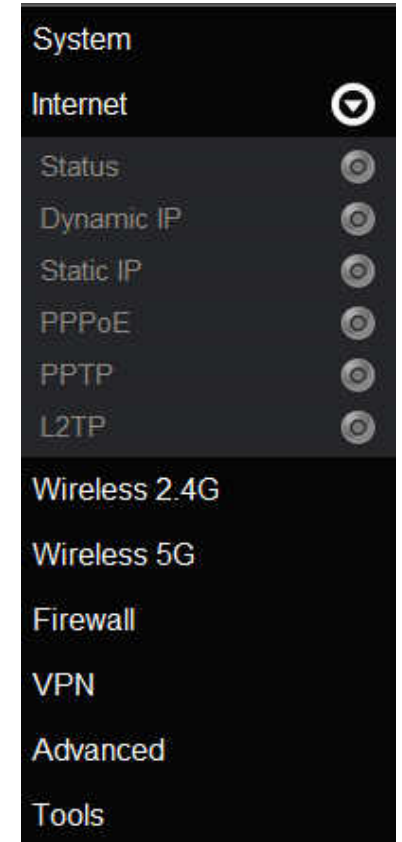 System
Internet
Status
Dynamic IP
Static IP
PPPoE
PPTP
L2TP
Wireless 2.4G
Wireless 5G
Firewall
VPN
Advanced
Tools